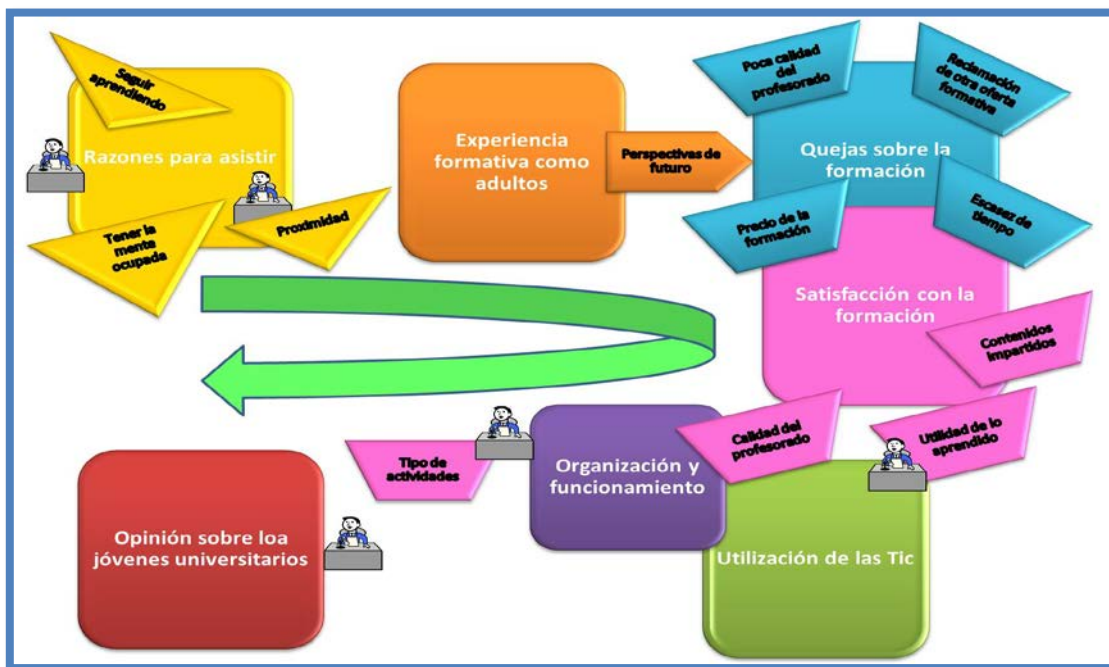 Seguir
aprendiendo
Razones para asistir
Tener la
mente
ocupada
Proximidad
Experiencia
formativa como
adultos
Perspectivas de
futuro
Poca calidad
del
profesorado
Reclamación
de otra oferta
formativa
Quejas sobre la
formación
Precio de la
formación
Escasez de
tiempo
Satisfacción con la
formación
Contenidos
impartidos
Calidad del
profesorado
Utilidad de lo
aprendido
Tipo de
actividades
Organización y
funcionamiento
Utilización de las Tic
Opinión sobre loa
jóvenes universitarios